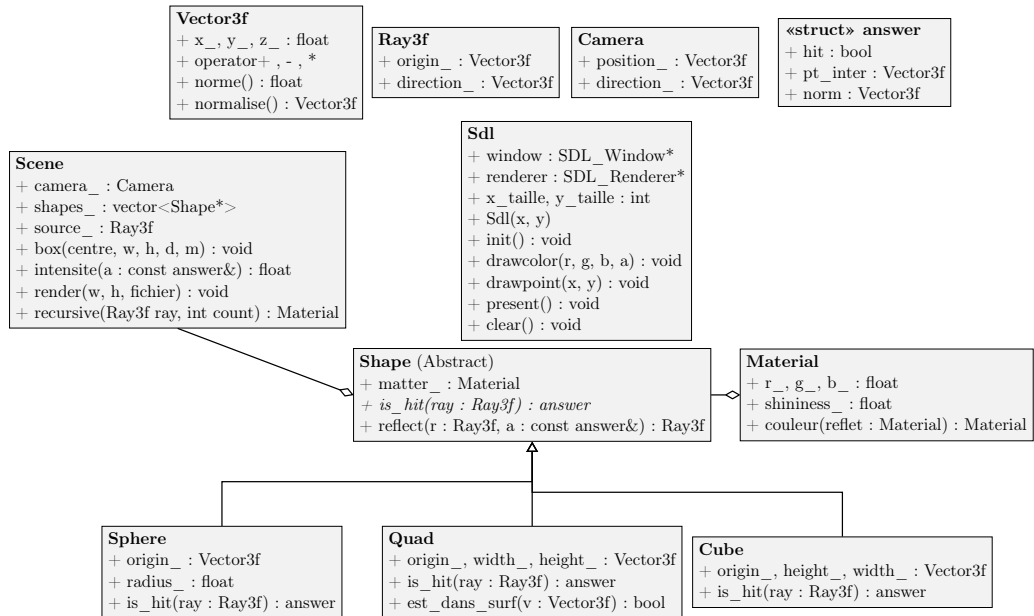 Vector3f
+ x_, y_, z_ : float
+ operator+ , - , *
+ norme() : float
+ normalise() : Vector3f
Ray3f
+ origin_ : Vector3f
+ direction_ : Vector3f
Camera
+ position_ : Vector3f
+ direction_ : Vector3f
«struct» answer
+ hit : bool
+ pt_inter : Vector3f
+ norm : Vector3f
Scene
+ camera_ : Camera
+ shapes_ : vector<Shape*>
+ source_ : Ray3f
+ box(centre, w, h, d, m) : void
+ intensite(a : const answer&) : float
+ render(w, h, fichier) : void
+ recursive(Ray3f ray, int count) : Material
Sdl
+ window : SDL_Window*
+ renderer : SDL_Renderer*
+ x_taille, y_taille : int
+ Sdl(x, y)
+ init() : void
+ drawcolor(r, g, b, a) : void
+ drawpoint(x, y) : void
+ present() : void
+ clear() : void
Shape (Abstract)
+ matter_ : Material
+ is_hit(ray : Ray3f) : answer
+ reflect(r : Ray3f, a : const answer&) : Ray3f
Material
+ r_, g_, b_ : float
+ shininess_ : float
+ couleur(reflet : Material) : Material
Sphere
+ origin_ : Vector3f
+ radius_ : float
+ is_hit(ray : Ray3f) : answer
Quad
+ origin_, width_, height_ : Vector3f
+ is_hit(ray : Ray3f) : answer
+ est_dans_surf(v : Vector3f) : bool
Cube
+ origin_, height_, width_ : Vector3f
+ is_hit(ray : Ray3f) : answer